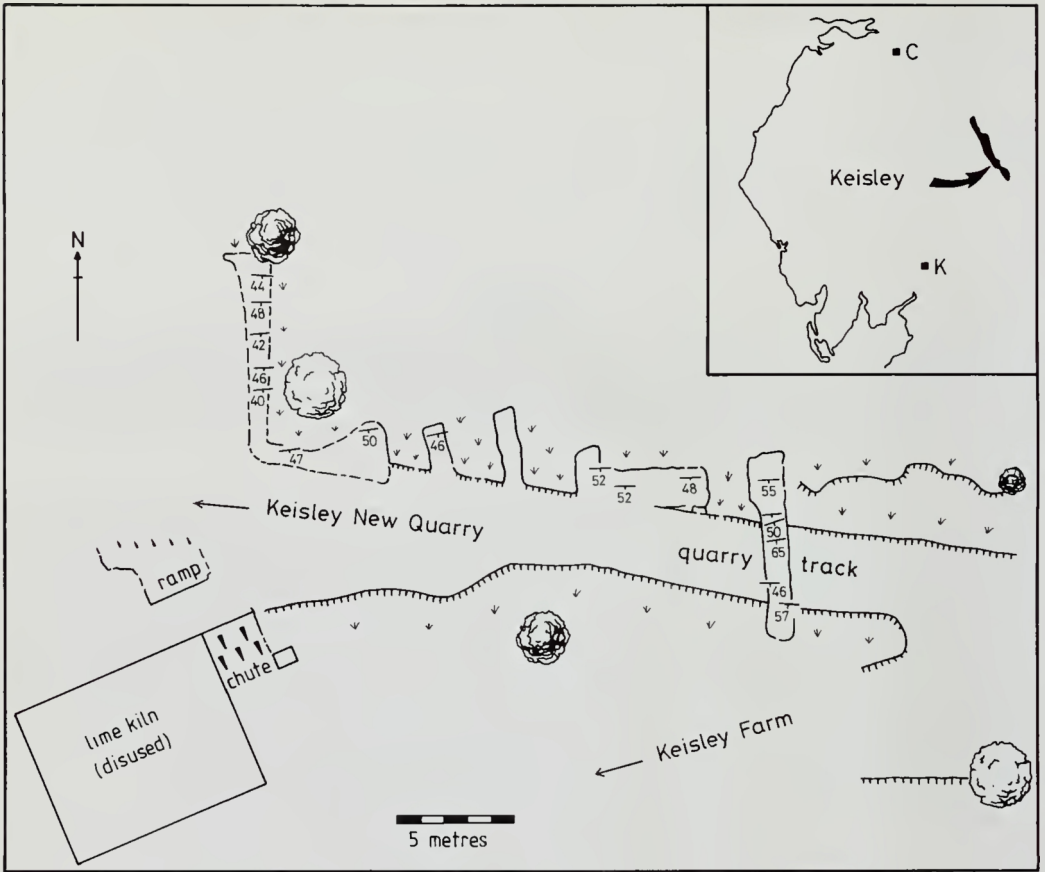 C
Keisley
K
N
44
48
42
46
40
47
50
46
52
52
48
55
50
65
46
57
Keisley New Quarry
quarry track
ramp
chute
lime kiln
(disused)
Keisley Farm
5 metres